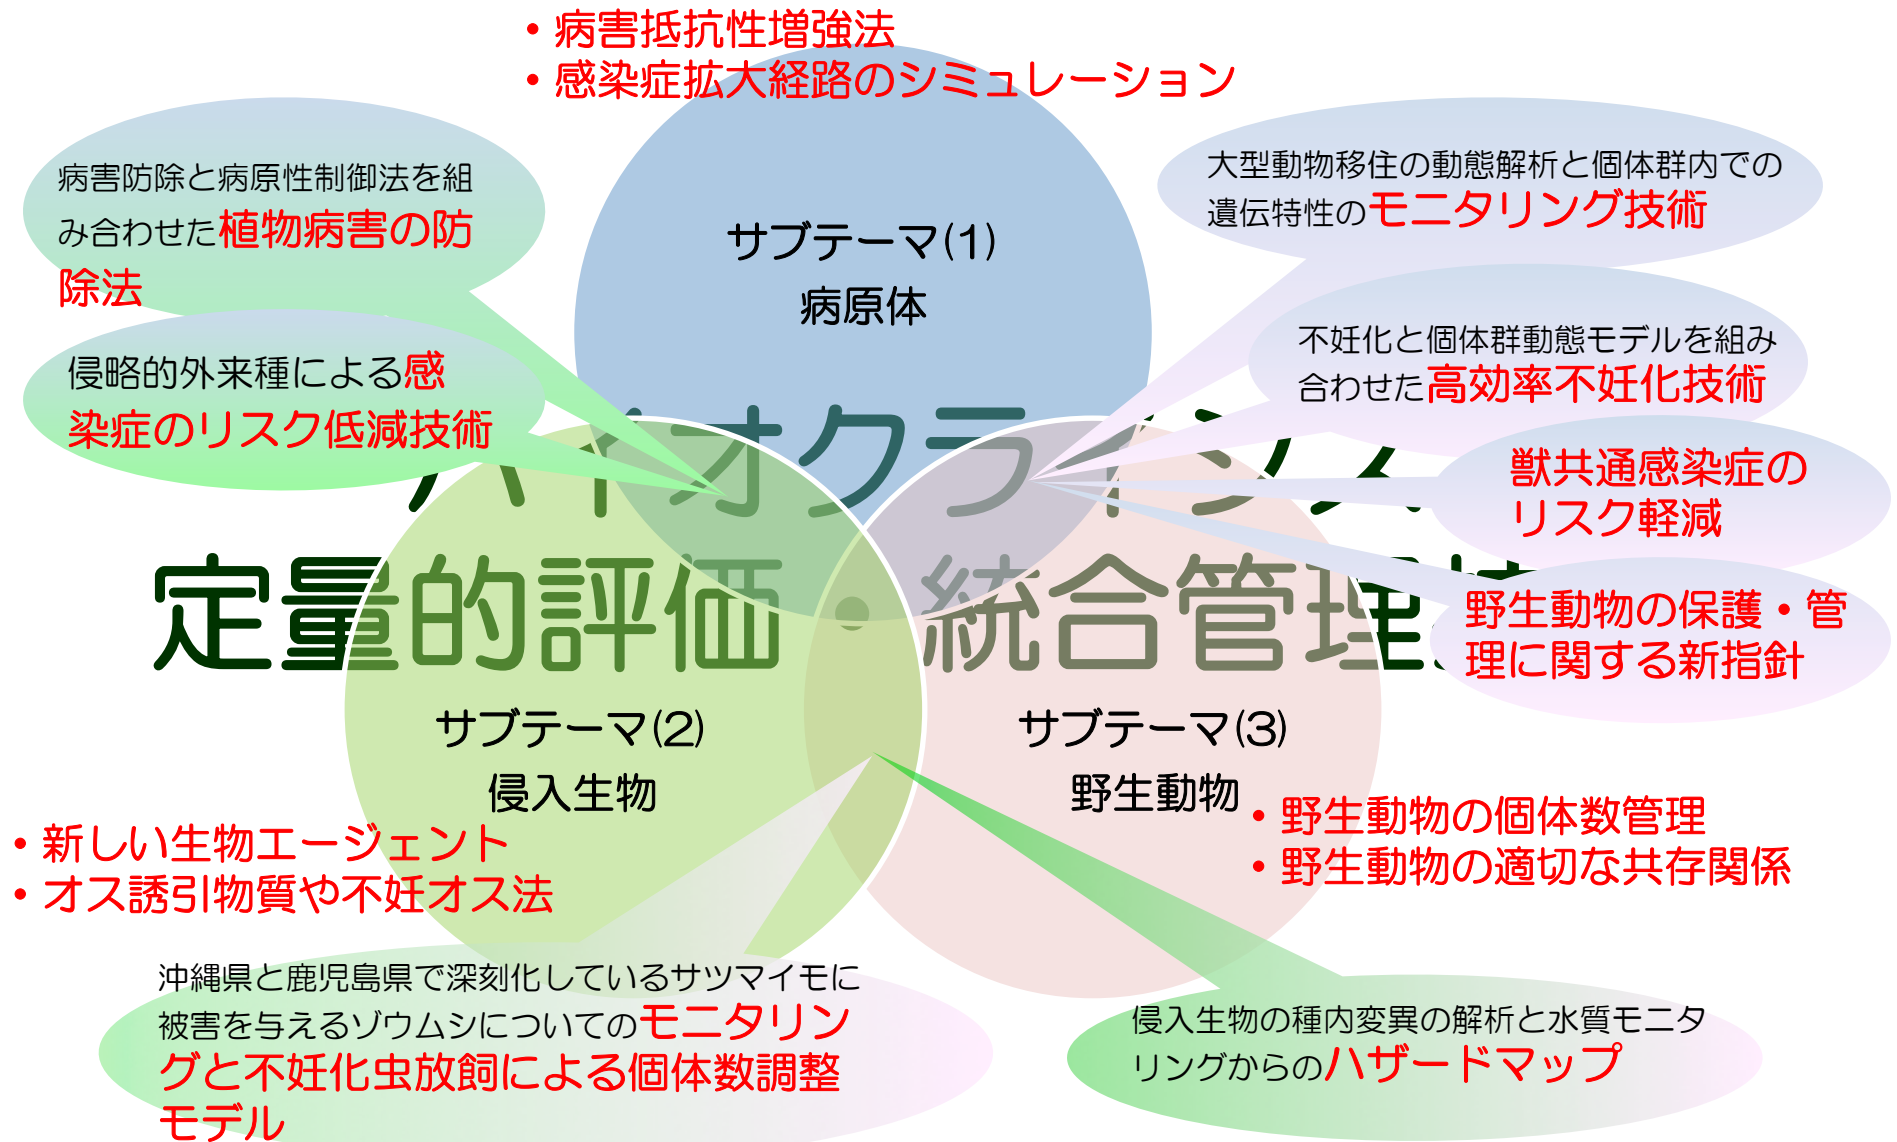 ・病害抵抗性増強法
・感染症拡大経路のシミュレーション
病害防除と病原性制御法を組
み合わせた植物病害の防
除法
侵略的外来種による感
染症のリスク低減技術
サブテーマ(1)
病原体
大型動物移住の動態解析と個体群内での
遺伝特性のモニタリング技術
不妊化と個体群動態モデルを組み
合わせた高効率不妊化技術
獣共通感染症の
リスク軽減
野生動物の保護・管
理に関する新指針
バイオクライシス
定量的評価・統合管理
サブテーマ(2)
侵入生物
サブテーマ(3)
野生動物
・新しい生物エージェント
・オス誘引物質や不妊オス法
・野生動物の個体数管理
・野生動物の適切な共存関係
沖縄県と鹿児島県で深刻化しているサツマイモに
被害を与えるゾウムシについてのモニタリン
グと不妊化虫放飼による個体数調整
モデル
侵入生物の種内変異の解析と水質モニタ
リングからのハザードマップ